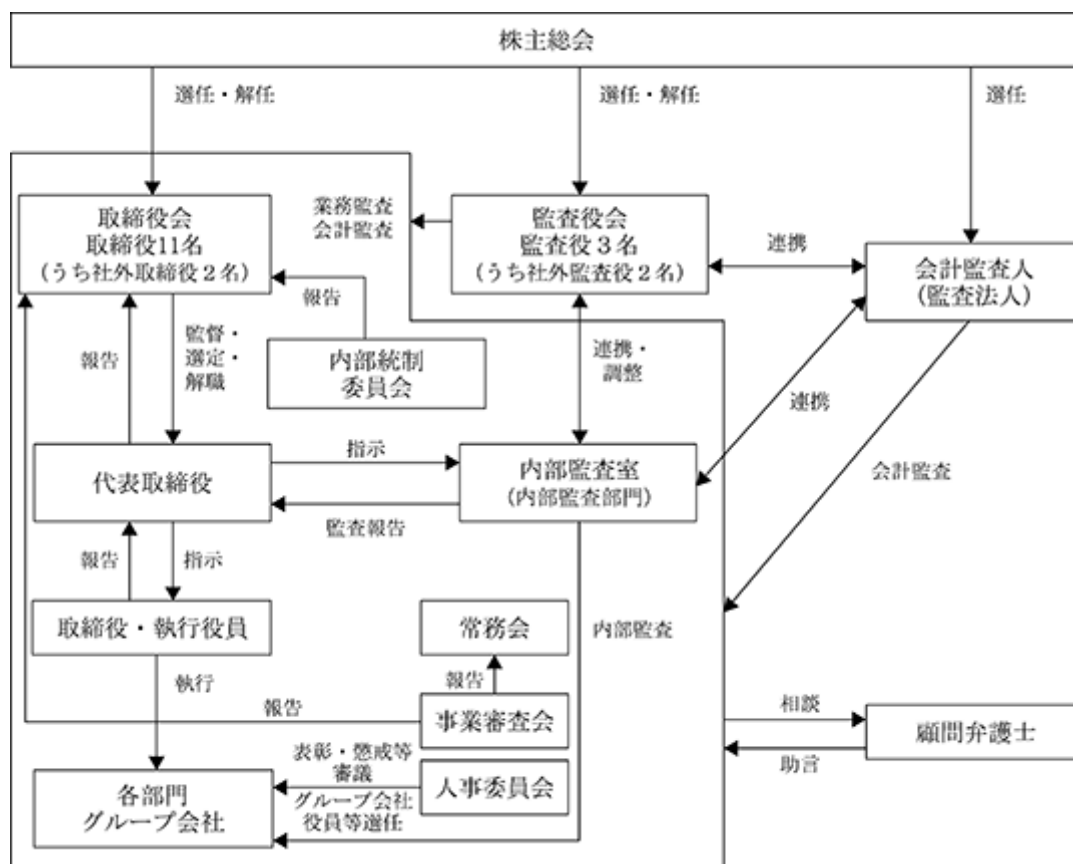 株主総会
選任・解任
選任・解任
選任
取締役会
取締役11名
(うち社外取締役２名)
業務監査
会計監査
監査役会
監査役３名
(うち社外監査役２名)
連携
会計監査人
(監査法人)
報告
報告
監督・
選定・
解職
内部統制
委員会
連携・
調整
連携
代表取締役
指示
監査報告
内部監査室
(内部監査部門)
会計監査
報告
指示
取締役・執行役員
常務会
内部監査
執行
報告
報告
事業審査会
相談
顧問弁護士
助言
表彰・懲戒等
審議
人事委員会
グループ会社
役員等選任
各部門
グループ会社